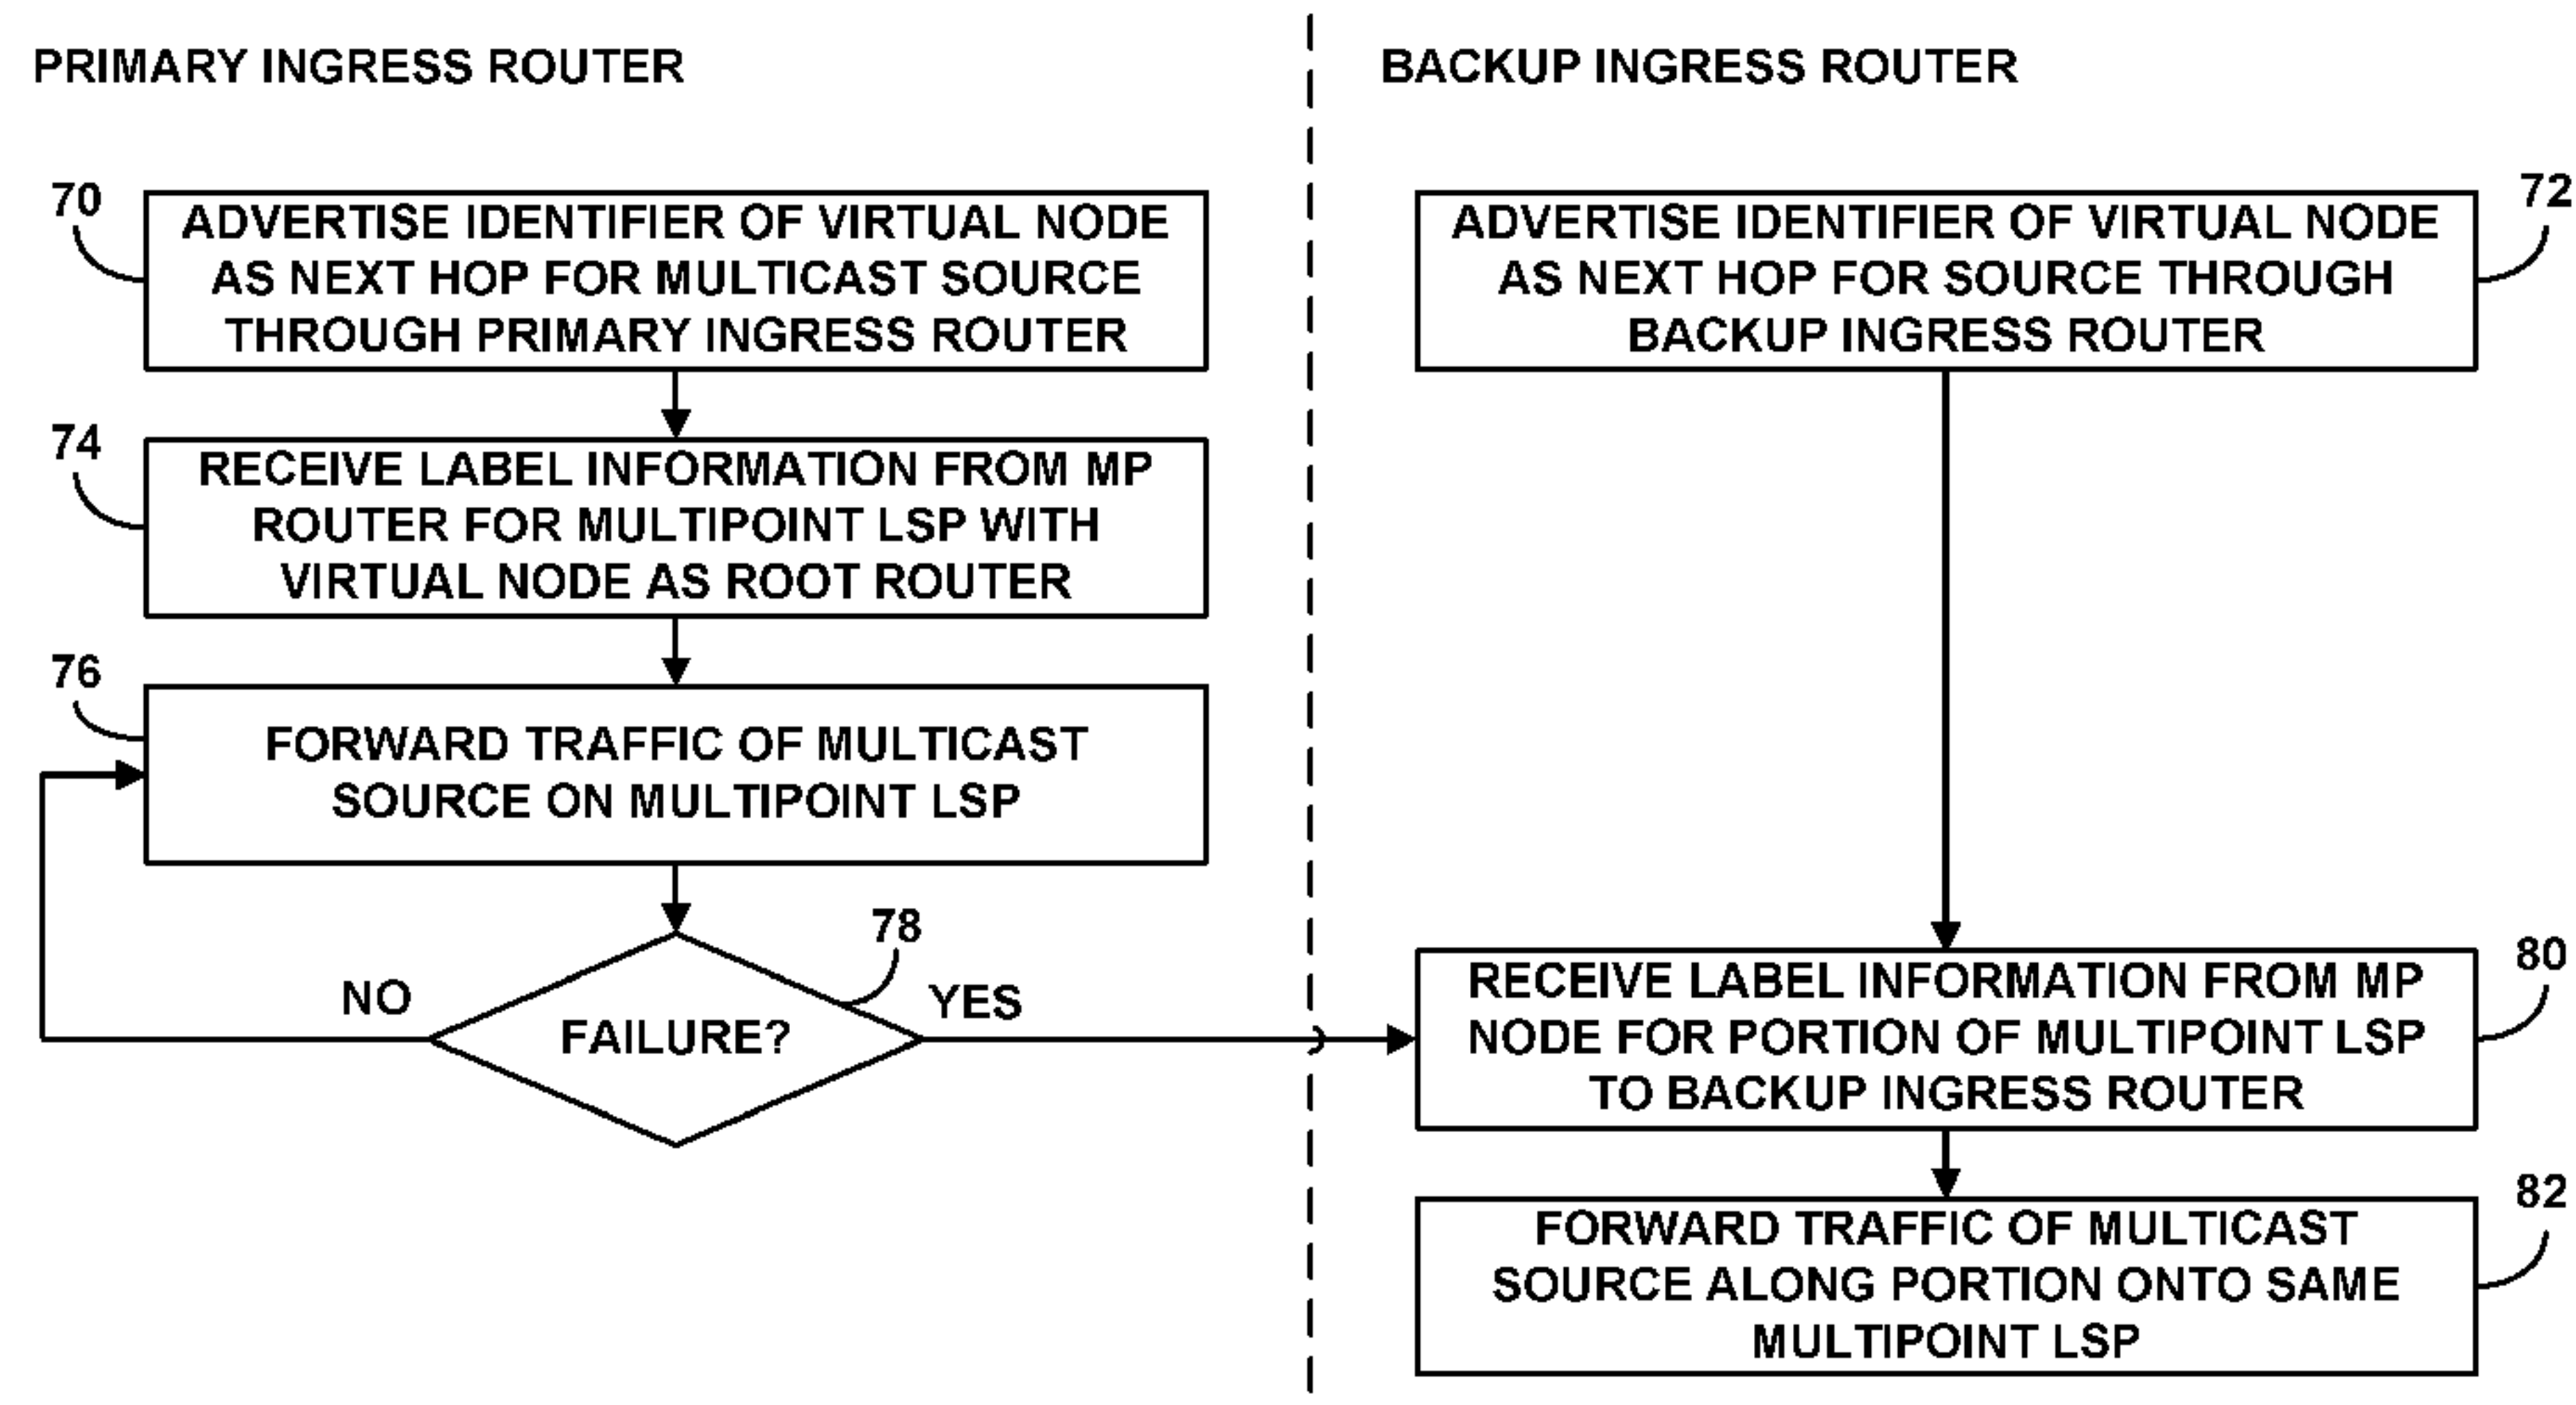 PRIMARY INGRESS ROUTER
BACKUP INGRESS ROUTER
70
ADVERTISE IDENTIFIER OF VIRTUAL NODE
AS NEXT HOP FOR MULTICAST SOURCE
THROUGH PRIMARY INGRESS ROUTER
72
ADVERTISE IDENTIFIER OF VIRTUAL NODE
AS NEXT HOP FOR SOURCE THROUGH
BACKUP INGRESS ROUTER
74
RECEIVE LABEL INFORMATION FROM MP
ROUTER FOR MULTIPOINT LSP WITH
VIRTUAL NODE AS ROOT ROUTER
76
FORWARD TRAFFIC OF MULTICAST
SOURCE ON MULTIPOINT LSP
78
NO
FAILURE?
YES
80
RECEIVE LABEL INFORMATION FROM MP
NODE FOR PORTION OF MULTIPOINT LSP
TO BACKUP INGRESS ROUTER
82
FORWARD TRAFFIC OF MULTICAST
SOURCE ALONG PORTION ONTO SAME
MULTIPOINT LSP